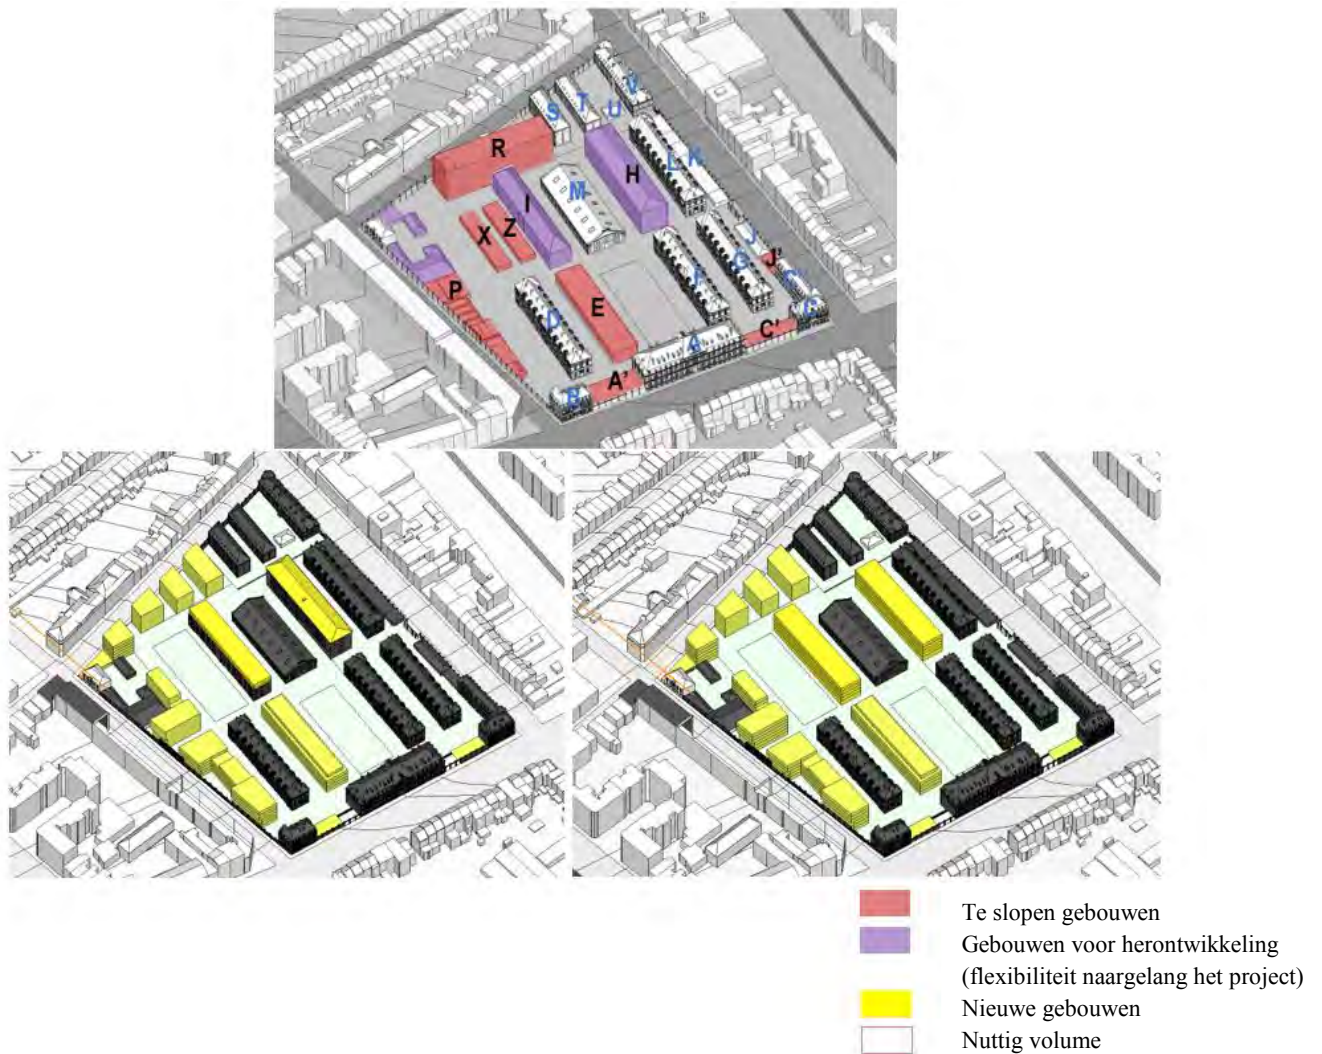 V
S T U
R
L K
H
M
I
Z
X
J
J'
G
F
C''
P
E
D
C
C'
A
A'
B
Te slopen gebouwen
Gebouwen voor herontwikkeling
(flexibiliteit naargelang het project)
Nieuwe gebouwen
Nuttig volume